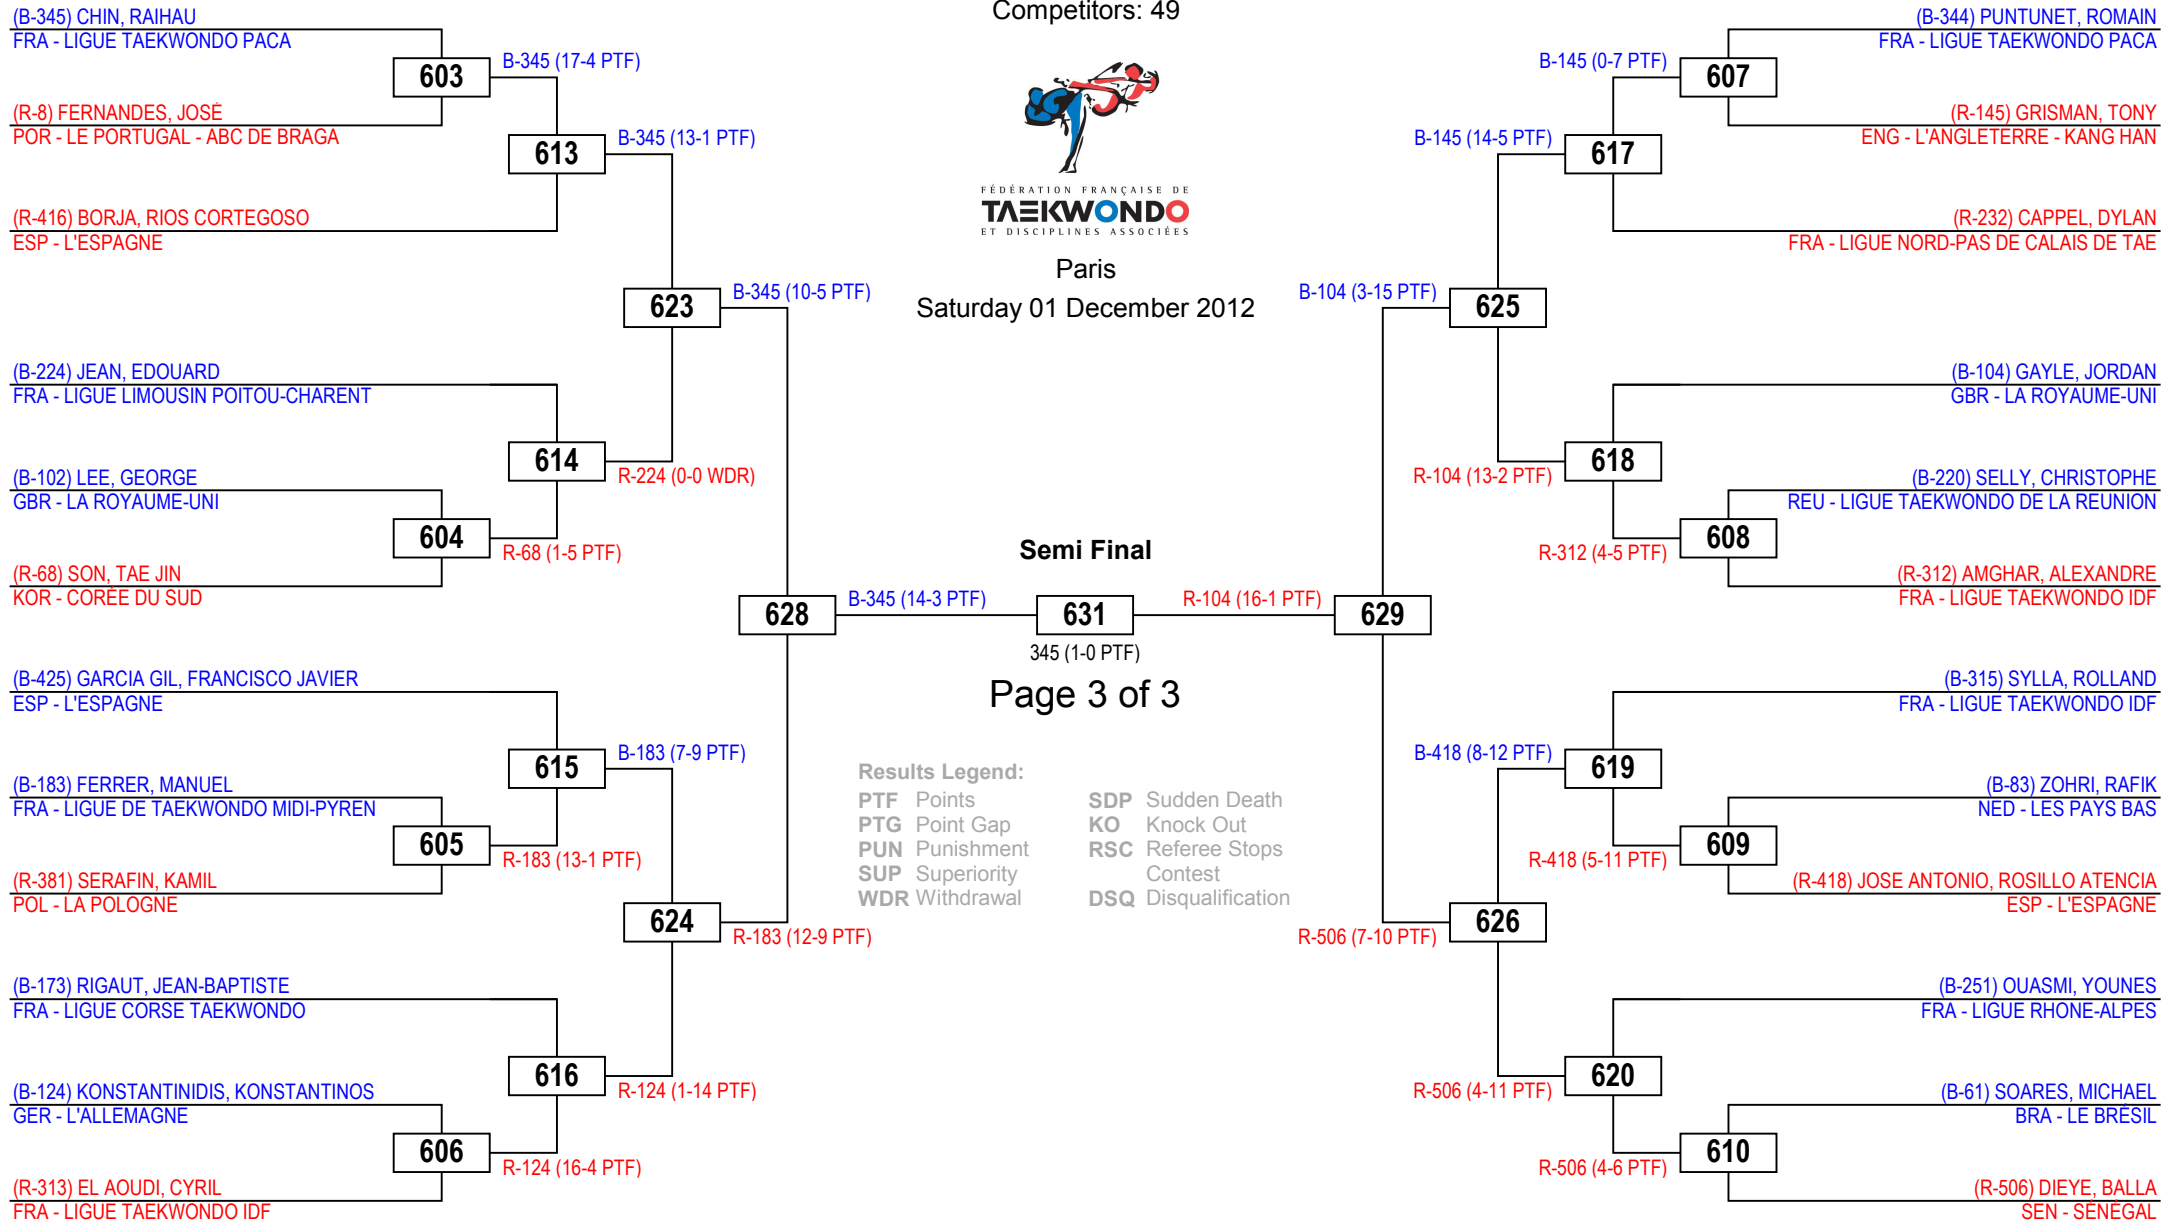 Competitors: 49
FÉDÉRATION FRANÇAISE DE
TAEKWONDO
ET DISCIPLINES ASSOCIÉES
Paris
Saturday 01 December 2012
(B-345) CHIN, RAIHAU
FRA - LIGUE TAEKWONDO PACA
603
B-345 (17-4 PTF)
(R-8) FERNANDES, JOSÉ
POR - LE PORTUGAL - ABC DE BRAGA
613
B-345 (13-1 PTF)
(R-416) BORJA, RIOS CORTEGOSO
ESP - L'ESPAGNE
623
B-345 (10-5 PTF)
(B-224) JEAN, EDOUARD
FRA - LIGUE LIMOUSIN POITOU-CHARENT
614
R-224 (0-0 WDR)
(B-102) LEE, GEORGE
GBR - LA ROYAUME-UNI
604
R-68 (1-5 PTF)
(R-68) SON, TAE JIN
KOR - CORÉE DU SUD
628
B-345 (14-3 PTF)
(B-425) GARCIA GIL, FRANCISCO JAVIER
ESP - L'ESPAGNE
615
B-183 (7-9 PTF)
(B-183) FERRER, MANUEL
FRA - LIGUE DE TAEKWONDO MIDI-PYREN
605
R-183 (13-1 PTF)
(R-381) SERAFIN, KAMIL
POL - LA POLOGNE
624
R-183 (12-9 PTF)
(B-173) RIGAUT, JEAN-BAPTISTE
FRA - LIGUE CORSE TAEKWONDO
616
R-124 (1-14 PTF)
(B-124) KONSTANTINIDIS, KONSTANTINOS
GER - L'ALLEMAGNE
606
R-124 (16-4 PTF)
(R-313) EL AOUDI, CYRIL
FRA - LIGUE TAEKWONDO IDF
Semi Final
631
345 (1-0 PTF)
Page 3 of 3
Results Legend:
PTF Points
PTG Point Gap
PUN Punishment
SUP Superiority
WDR Withdrawal
SDP Sudden Death
KO Knock Out
RSC Referee Stops
Contest
DSQ Disqualification
(B-344) PUNTUNET, ROMAIN
FRA - LIGUE TAEKWONDO PACA
B-145 (0-7 PTF)
607
(R-145) GRISMAN, TONY
ENG - L'ANGLETERRE - KANG HAN
B-145 (14-5 PTF)
617
(R-232) CAPPEL, DYLAN
FRA - LIGUE NORD-PAS DE CALAIS DE TAE
B-104 (3-15 PTF)
625
(B-104) GAYLE, JORDAN
GBR - LA ROYAUME-UNI
R-104 (13-2 PTF)
618
(B-220) SELLY, CHRISTOPHE
REU - LIGUE TAEKWONDO DE LA REUNION
R-312 (4-5 PTF)
608
(R-312) AMGHAR, ALEXANDRE
FRA - LIGUE TAEKWONDO IDF
R-104 (16-1 PTF)
629
(B-315) SYLLA, ROLLAND
FRA - LIGUE TAEKWONDO IDF
B-418 (8-12 PTF)
619
(B-83) ZOHRI, RAFIK
NED - LES PAYS BAS
R-418 (5-11 PTF)
609
(R-418) JOSE ANTONIO, ROSILLO ATENCIA
ESP - L'ESPAGNE
R-506 (7-10 PTF)
626
(B-251) OUASMI, YOUNES
FRA - LIGUE RHONE-ALPES
R-506 (4-11 PTF)
620
(B-61) SOARES, MICHAEL
BRA - LE BRÉSIL
R-506 (4-6 PTF)
610
(R-506) DIEYE, BALLA
SEN - SÉNÉGAL